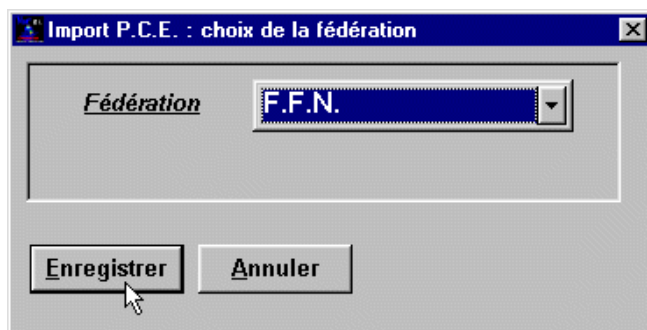 Import P.C.E. : choix de la fédération
Fédération
F.F.N.
Enregistrer
Annuler